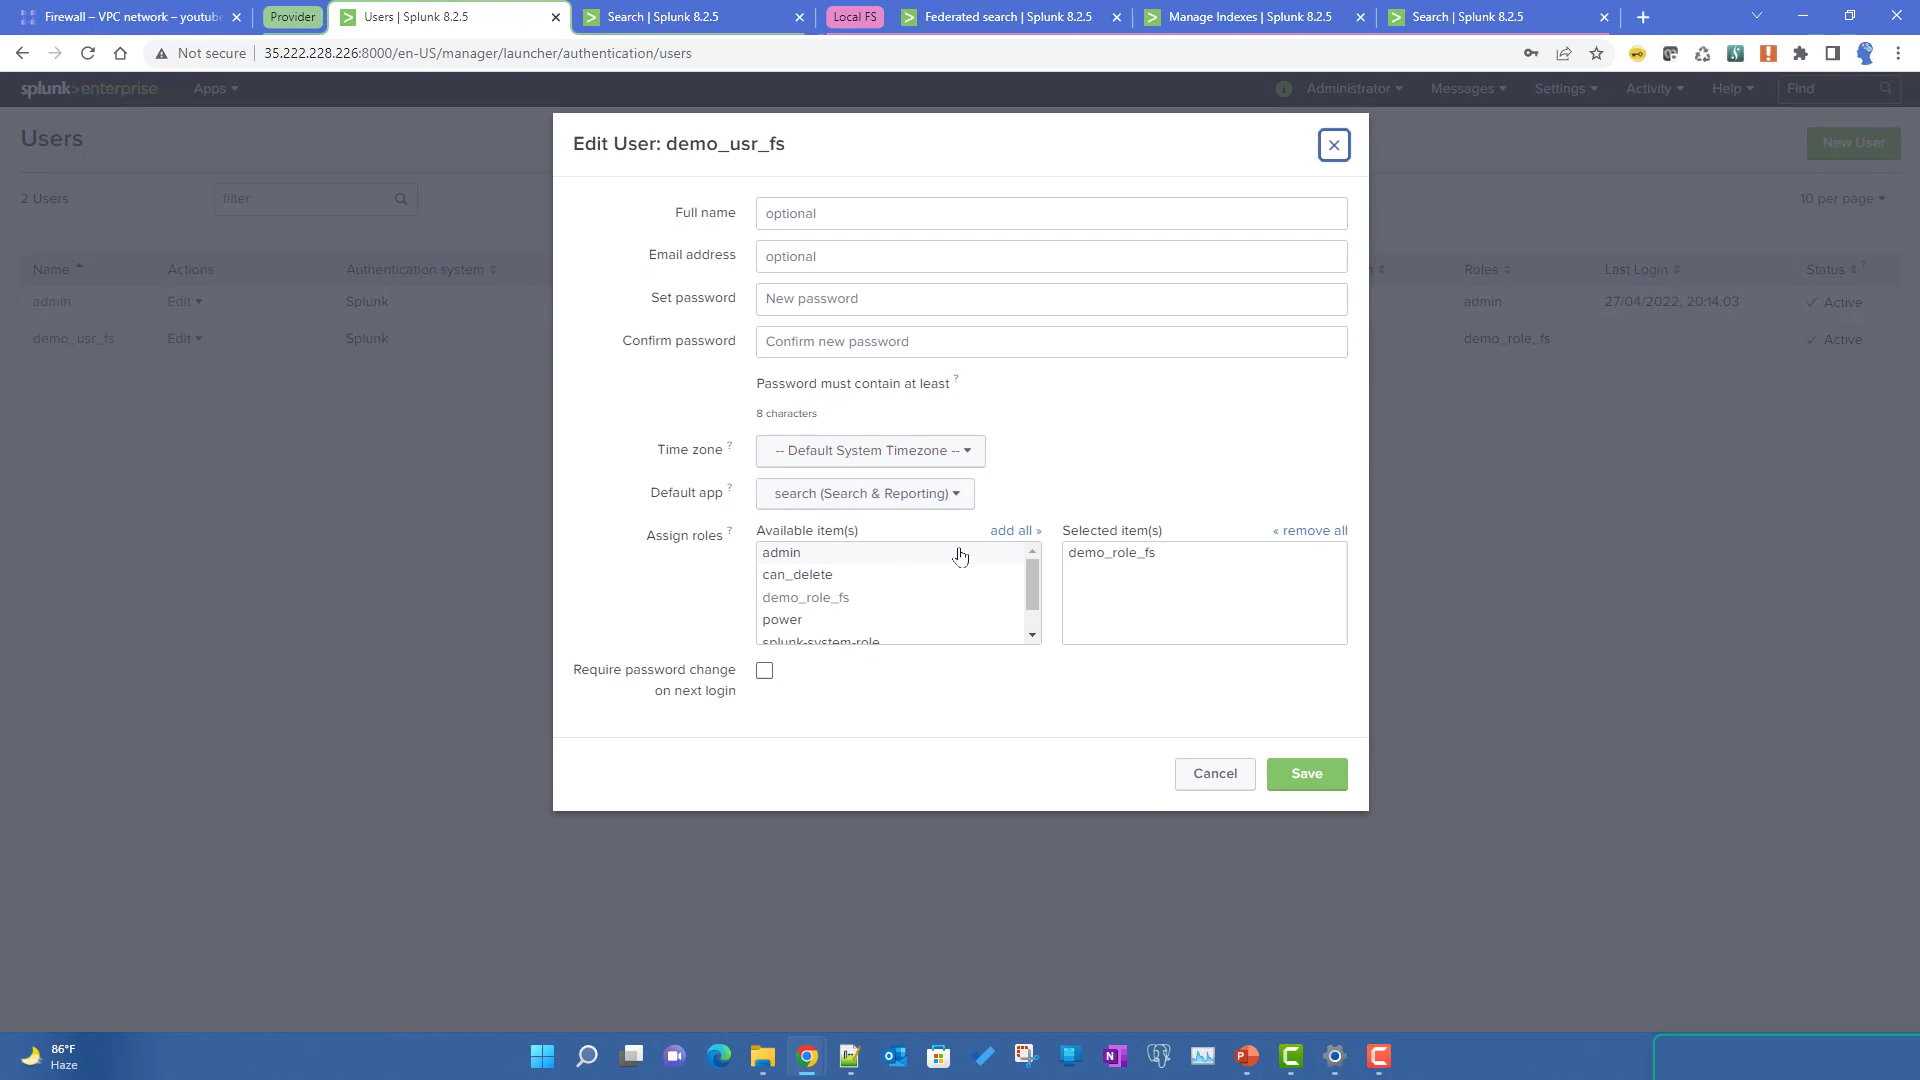 Firewall – VPC network – youtube
Provider
Users | Splunk 8.2.5
Search | Splunk 8.2.5
Local FS
Federated search | Splunk 8.2.5
Manage Indexes | Splunk 8.2.5
Search | Splunk 8.2.5
Not secure
35.222.228.226:8000/en-US/manager/launcher/authentication/users
splunk>enterprise
Apps
Administrator
Messages
Settings
Activity
Help
Find
Users
New User
2 Users
filter
10 per page
Name
Actions
Authentication system
Roles
Last Login
Status
admin
Edit
Splunk
admin
27/04/2022, 20:14:03
Active
demo_usr_fs
Edit
Splunk
demo_role_fs
Active
Edit User: demo_usr_fs
Full name
optional
Email address
optional
Set password
New password
Confirm password
Confirm new password
Password must contain at least ?
8 characters
Time zone ?
-- Default System Timezone --
Default app ?
search (Search & Reporting)
Assign roles ?
Available item(s)
add all »
Selected item(s)
« remove all
admin
can_delete
demo_role_fs
power
splunk-system-role
demo_role_fs
Require password change
on next login
Cancel
Save
86°F
Haze